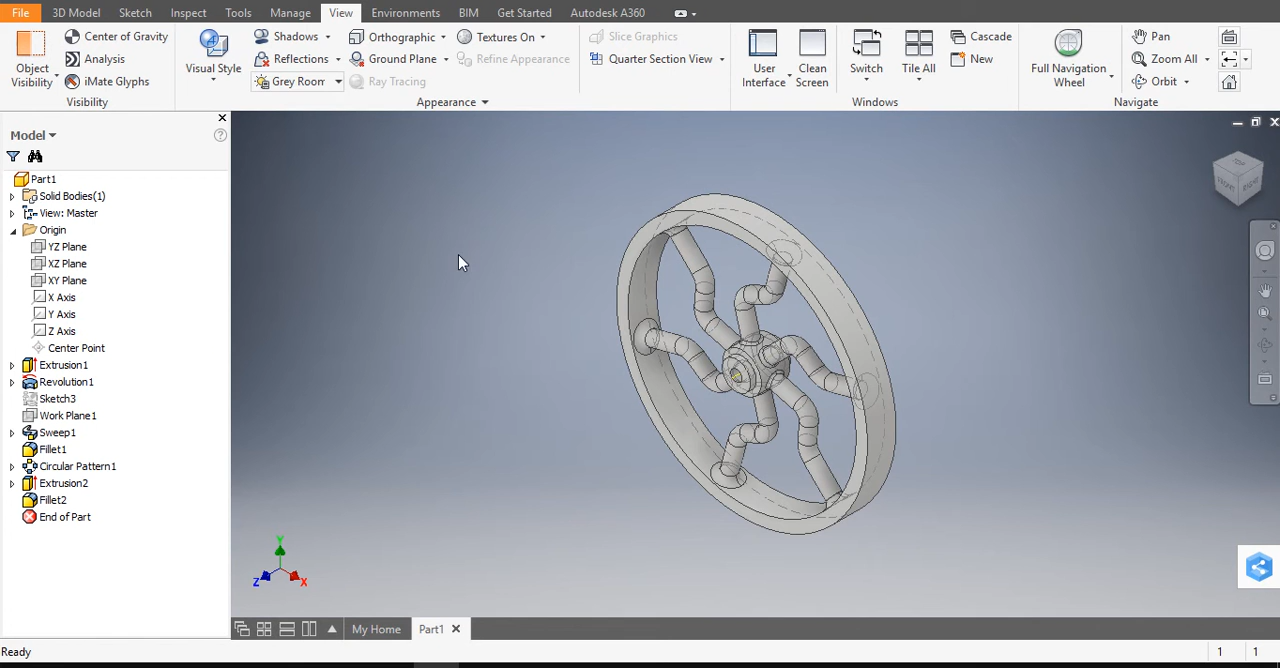 File 3D Model Sketch Inspect Tools Manage View Environments BIM Get Started Autodesk A360
Object Visibility
Center of Gravity
Analysis
iMate Glyphs
Visibility
Visual Style
Shadows
Reflections
Grey Room
Orthographic
Ground Plane
Ray Tracing
Textures On
Refine Appearance
Appearance
Slice Graphics
Quarter Section View
User Interface
Clean Screen
Switch
Tile All
Cascade
New
Windows
Full Navigation Wheel
Pan
Zoom All
Orbit
Navigate
Model
Part1
Solid Bodies(1)
View: Master
Origin
YZ Plane
XZ Plane
XY Plane
X Axis
Y Axis
Z Axis
Center Point
Extrusion1
Revolution1
Sketch3
Work Plane1
Sweep1
Fillet1
Circular Pattern1
Extrusion2
Fillet2
End of Part
TOP
FRONT RIGHT
Y
Z X
My Home Part1
Ready 1 1